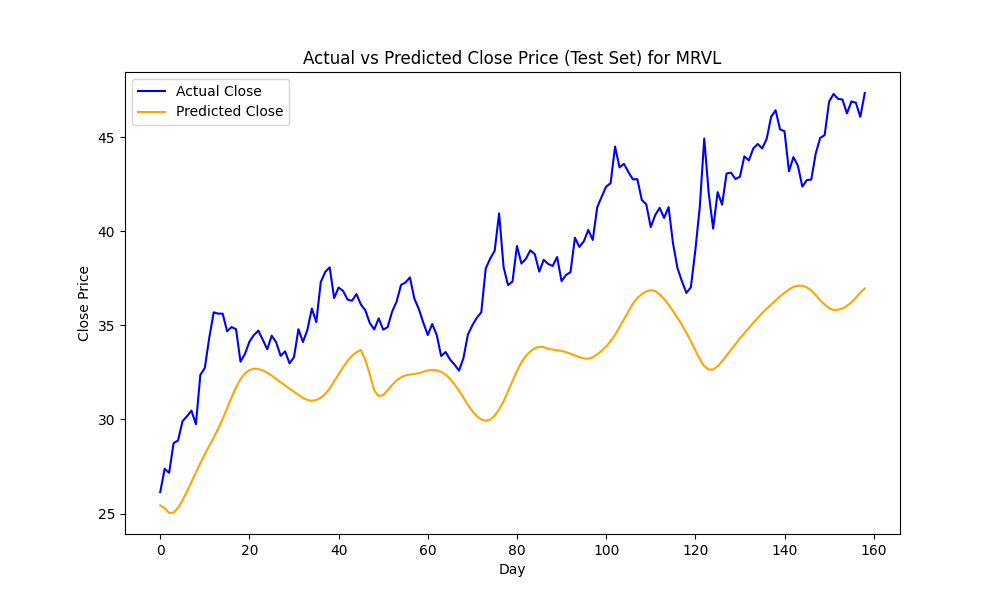 Actual vs Predicted Close Price (Test Set) for MRVL
Actual Close
Predicted Close
45
40
35
30
25
Close Price
0 20 40 60 80 100 120 140 160
Day